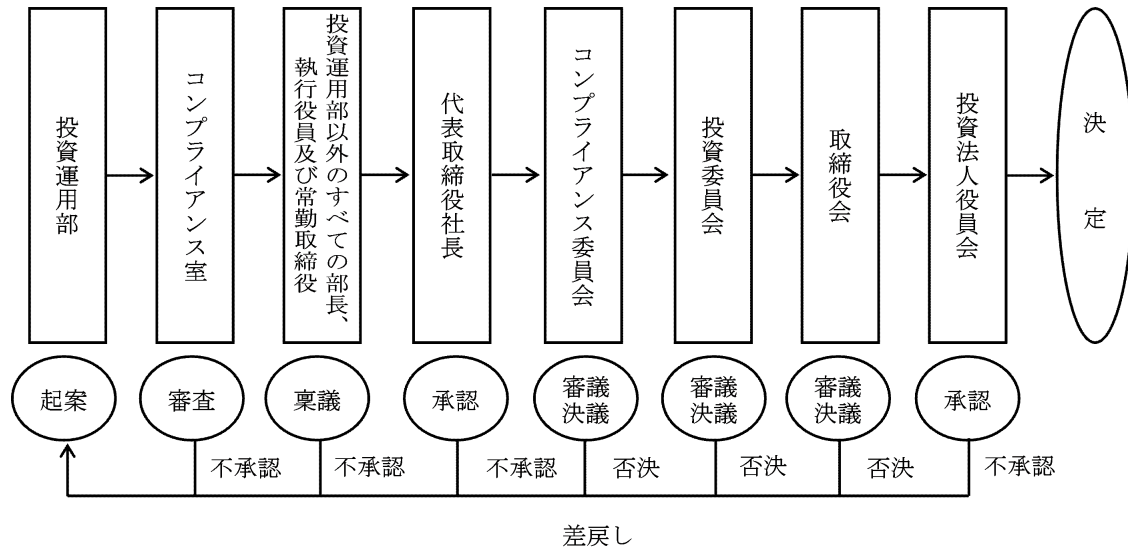 投資運用部
コンプライアンス室
投資運用部以外のすべての部長、
執行役員及び常勤取締役
代表取締役社長
コンプライアンス委員会
投資委員会
取締役会
投資法人役員会
決定
起案
審査
稟議
承認
審議
決議
審議
決議
審議
決議
承認
不承認
不承認
不承認
否決
否決
否決
不承認
差戻し